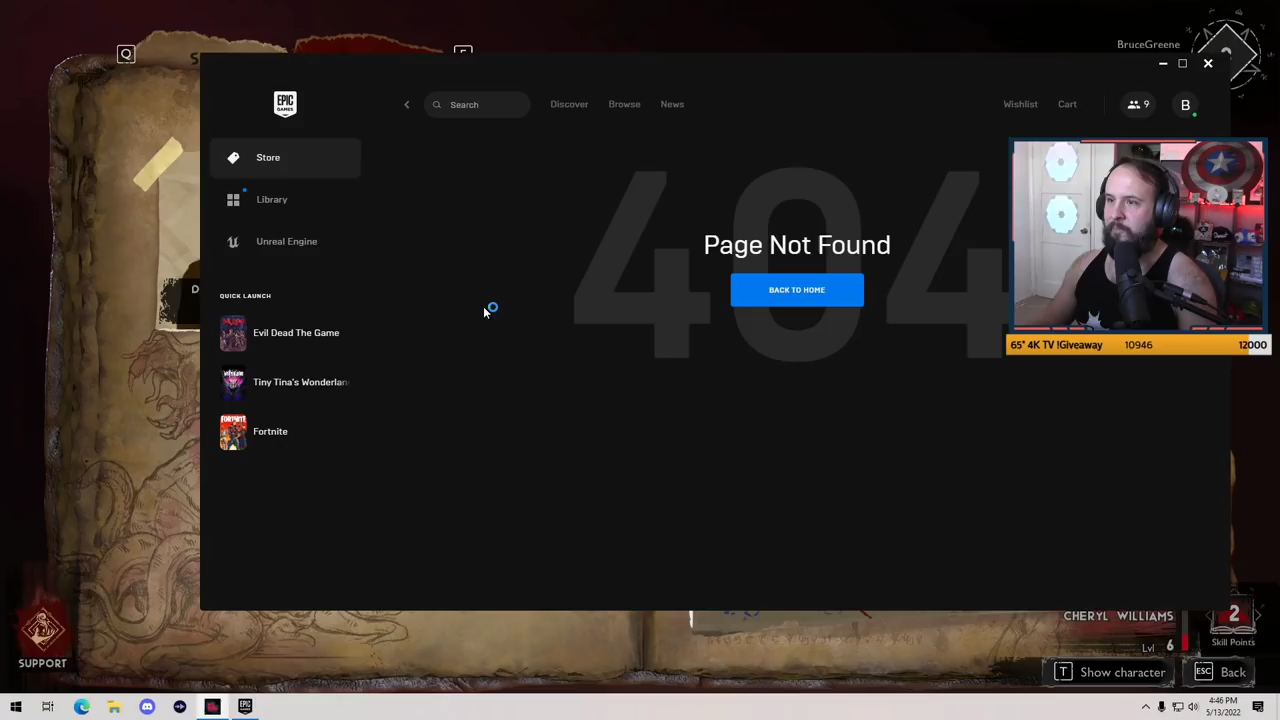 Q
BruceGreene
EPIC
GAMES
Search
Discover
Browse
News
Wishlist
Cart
9
B
Store
Library
Unreal Engine
404
Page Not Found
BACK TO HOME
QUICK LAUNCH
Evil Dead The Game
Tiny Tina's Wonderlan
Fortnite
65" 4K TV !Giveaway 10946 12000
CHERYL WILLIAMS
2
Skill Points
Lvl 6
SUPPORT
T Show character
ESC Back
4:46 PM
5/13/2022